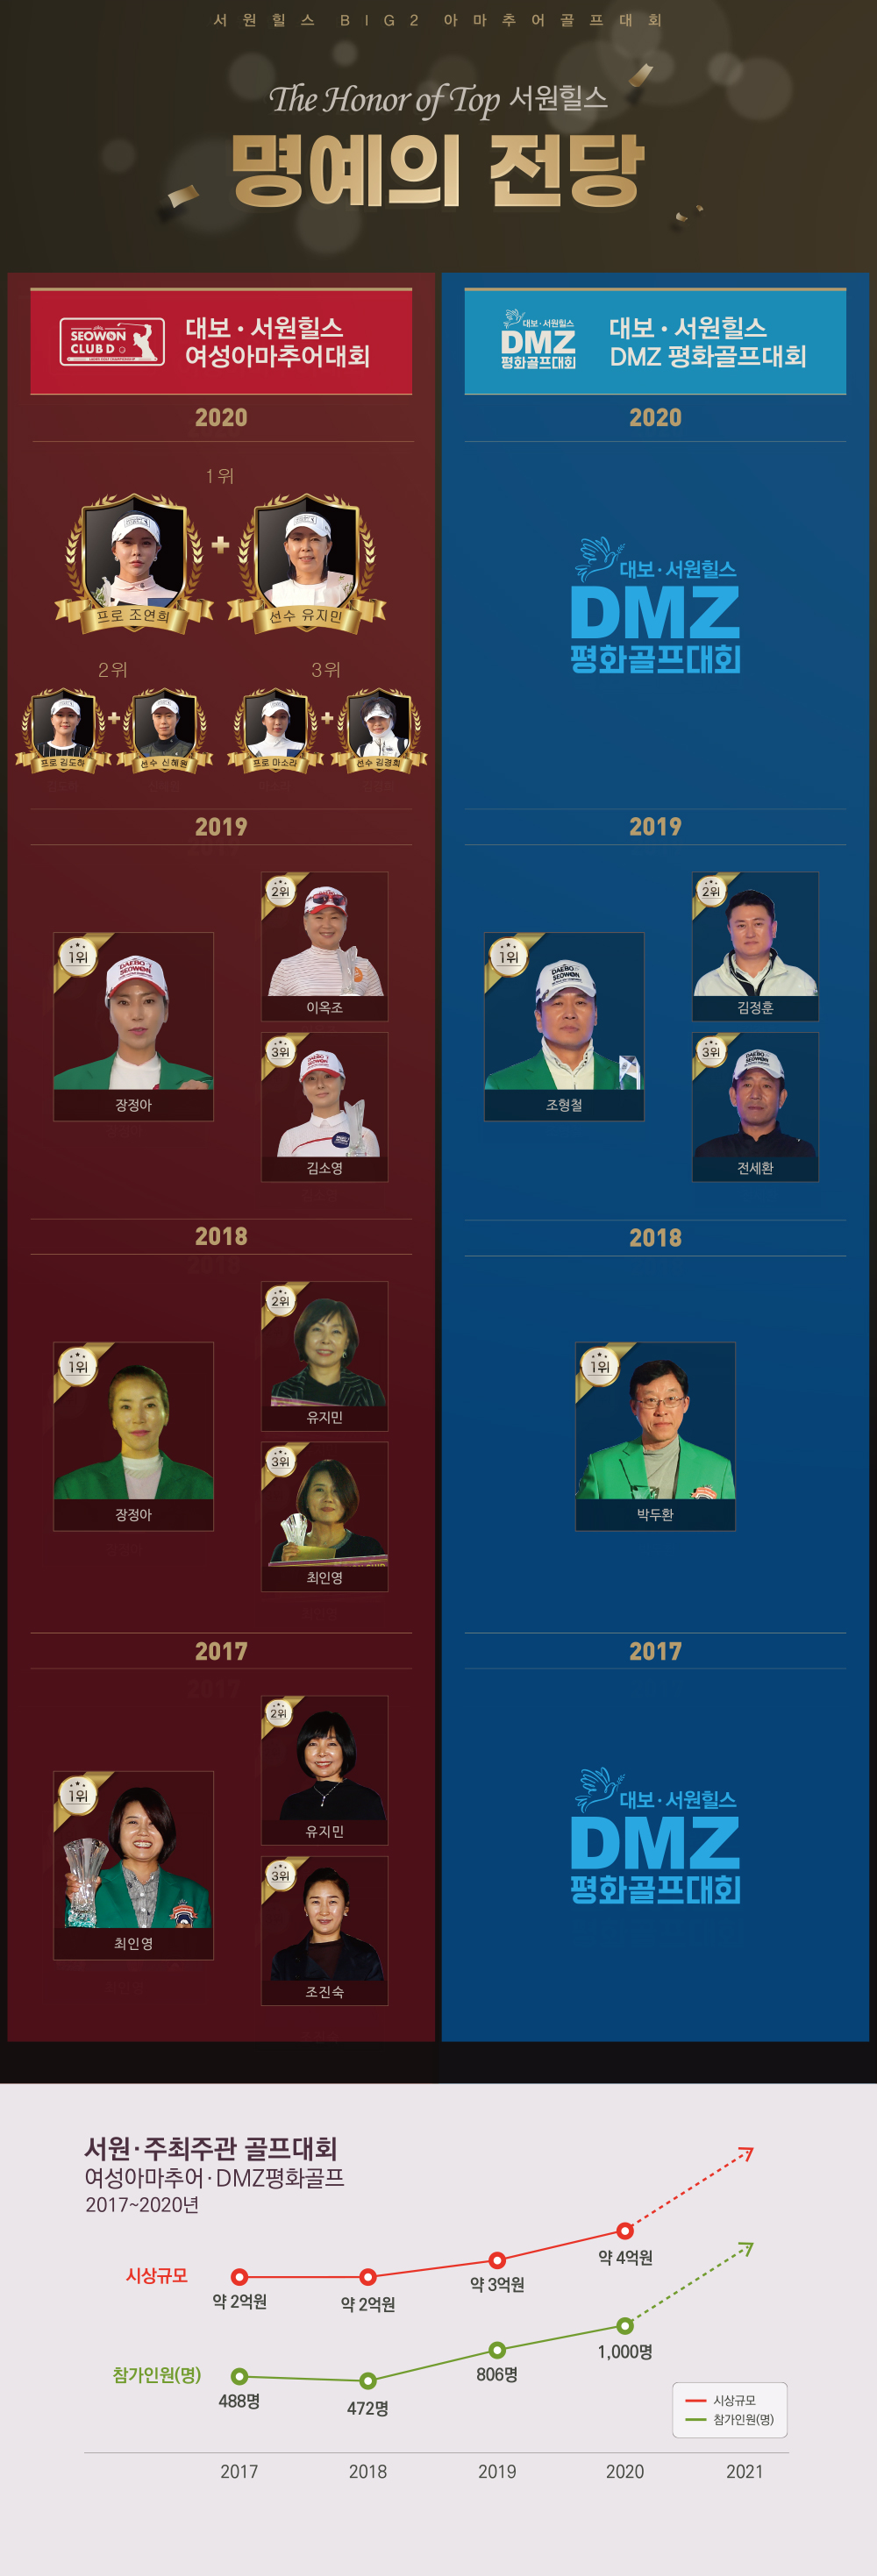 서원힐스 BIG2 아마추어골프대회
The Honor of Top 서원힐스
명예의 전당
SEOWON
CLUB D
대보·서원힐스
여성아마추어대회
2020
1위
프로 조연희
선수 유지민
2위
3위
프로 김도하
선수 신혜원
프로 마소라
선수 김경희
2019
2위
이옥조
1위
DAEBO
SEOWON
장정아
3위
DAEBO
SEOWON
김소영
2018
2위
유지민
1위
장정아
3위
최인영
2017
2위
유지민
1위
최인영
3위
조진숙
대보·서원힐스
DMZ
평화골프대회
대보·서원힐스
DMZ 평화골프대회
2020
대보·서원힐스
DMZ
평화골프대회
2019
2위
김정훈
1위
DAEBO
SEOWON
조형철
3위
DAEBO
SEOWON
전세환
2018
1위
박두환
2017
대보·서원힐스
DMZ
평화골프대회
서원·주최주관 골프대회
여성아마추어·DMZ평화골프
2017~2020년
시상규모
약 2억원
약 2억원
약 3억원
약 4억원
참가인원(명)
488명
472명
806명
1,000명
시상규모
참가인원(명)
2017 2018 2019 2020 2021